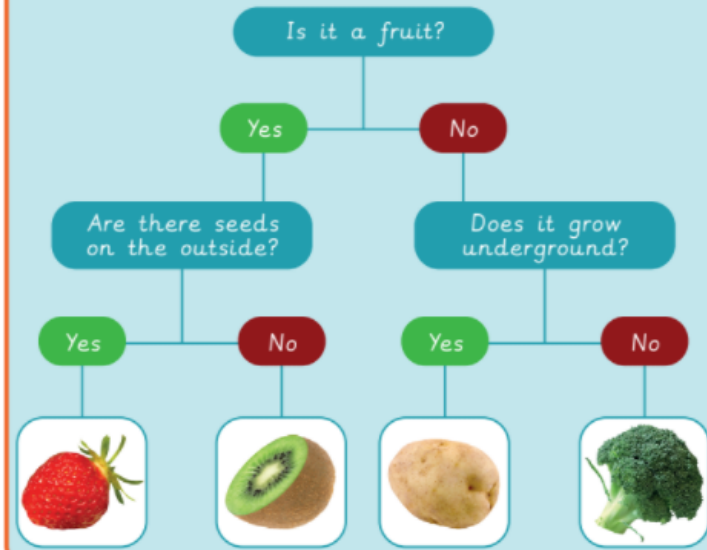 Is it a fruit?
Yes
No
Are there seeds
on the outside?
Does it grow
underground?
Yes
No
Yes
No